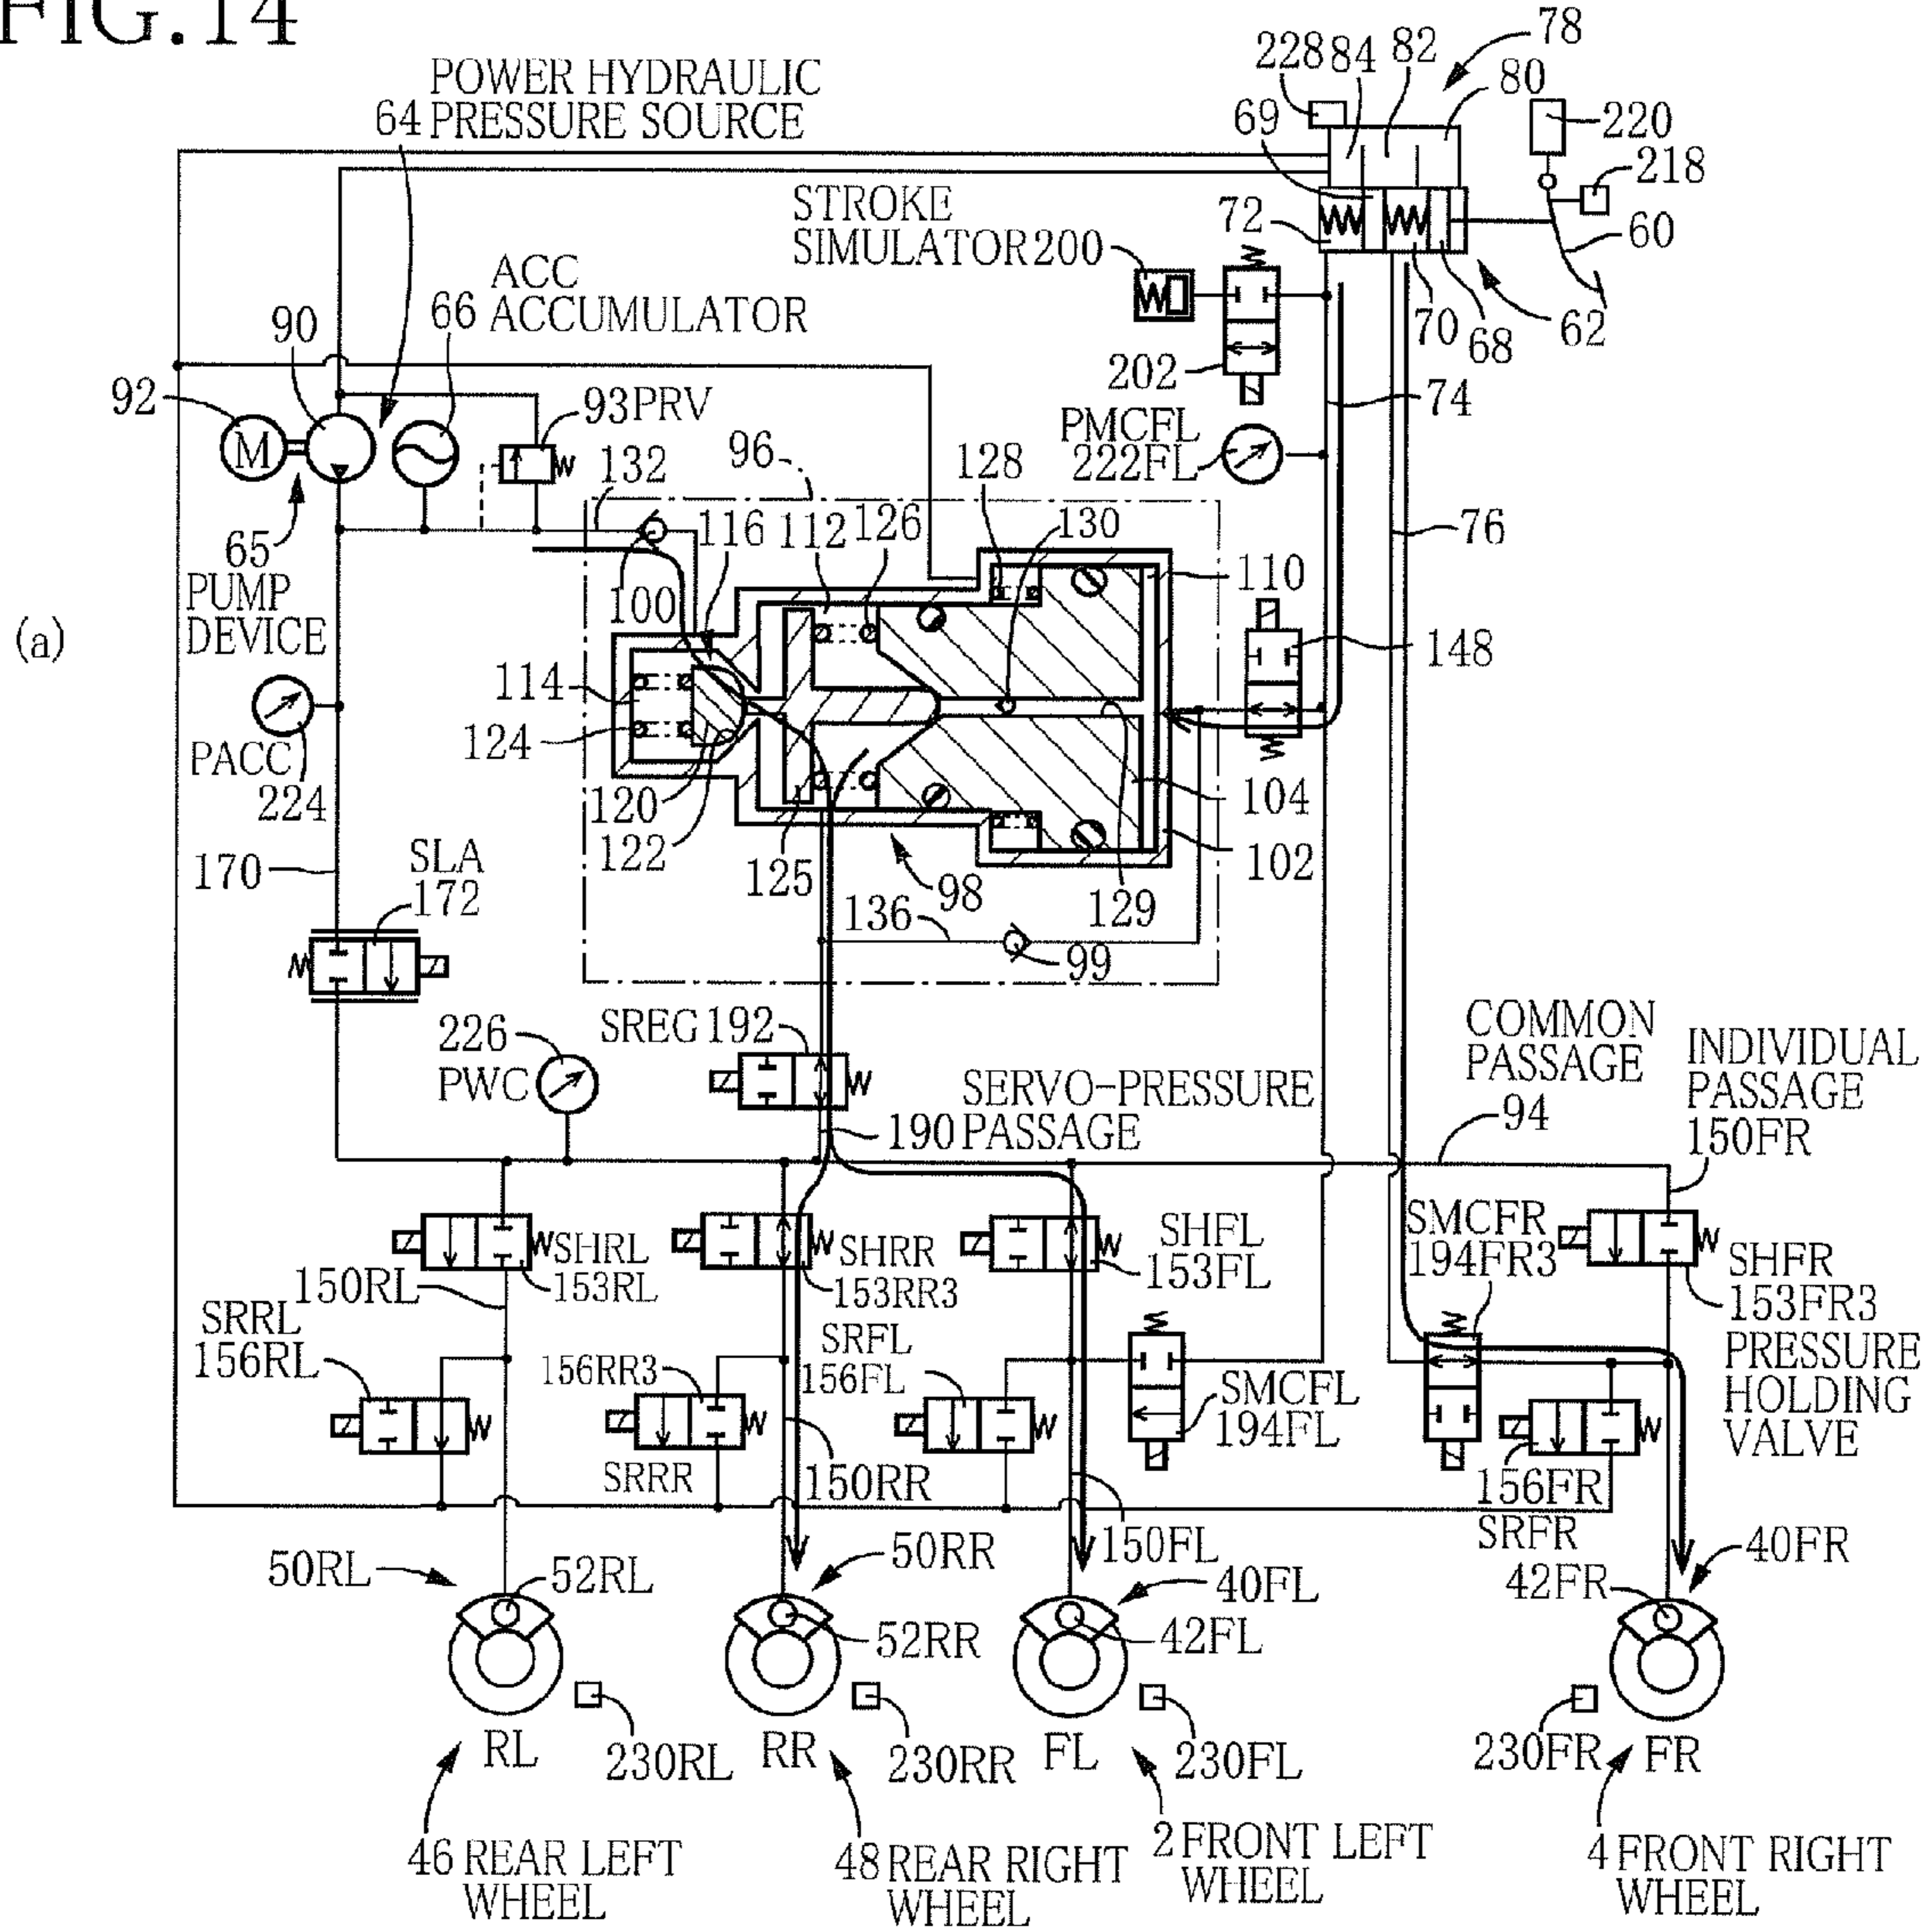 FIG.14
POWER HYDRAULIC
64 PRESSURE SOURCE
228 84 82 78
80
69
220
218
STROKE
SIMULATOR 200
72
60
ACC
66 ACCUMULATOR
90
70 68 62
92
93PRV
202
74
M
132
96
128
PMCFL
222FL
116 112 126
130
76
65
PUMP
DEVICE
100
110
(a)
148
114
124
PACC
224
120
122
104
125
102
SLA
172
170
98
129
136
99
226
PWC
SREG 192
COMMON
PASSAGE
94
INDIVIDUAL
PASSAGE
150FR
SERVO-PRESSURE
190 PASSAGE
SHRL
153RL
SHRR
153RR3
SHFL
153FL
SMCFR
194FR3
SHFR
153FR3
PRESSURE
HOLDING
VALVE
150RL
SRRL
156RL
156RR3
SRFL
156FL
SMCFL
194FL
SRRR
150RR
156FR
SRFR
50RL
52RL
50RR
150FL
40FL
42FR
40FR
52RR
42FL
RL
230RL
RR
230RR
FL
230FL
230FR
FR
46 REAR LEFT
WHEEL
48 REAR RIGHT
WHEEL
2 FRONT LEFT
WHEEL
4 FRONT RIGHT
WHEEL